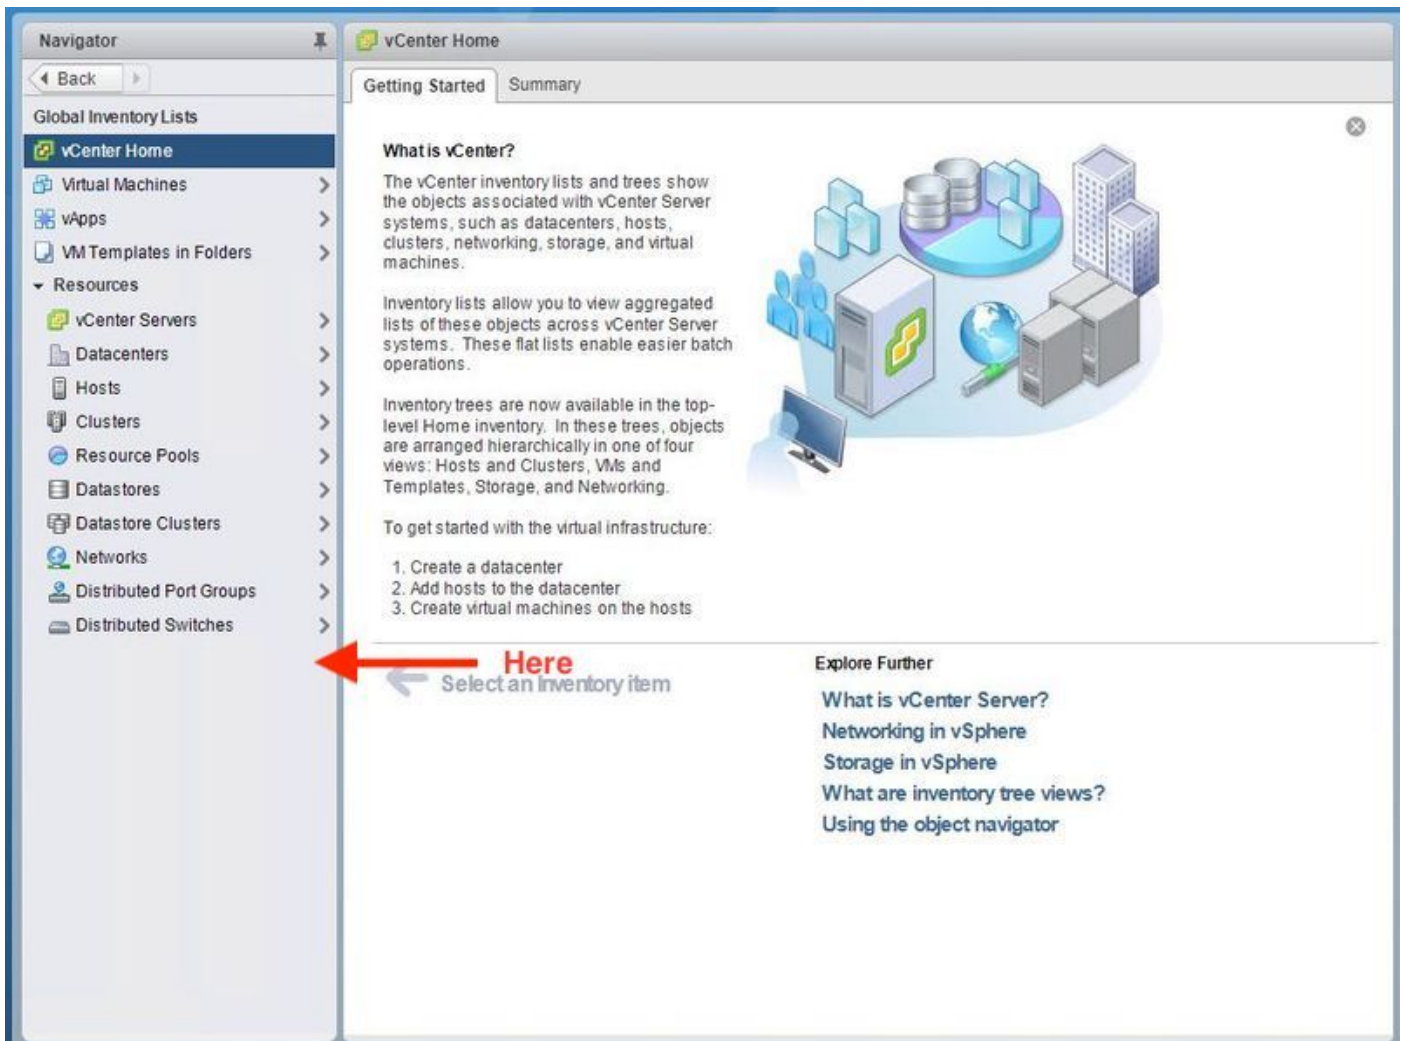 Navigator
Back
Global Inventory Lists
vCenter Home
Virtual Machines
vApps
VM Templates in Folders
Resources
vCenter Servers
Datacenters
Hosts
Clusters
Resource Pools
Datastores
Datastore Clusters
Networks
Distributed Port Groups
Distributed Switches
vCenter Home
Getting Started
Summary
What is vCenter?
The vCenter inventory lists and trees show
the objects associated with vCenter Server
systems, such as datacenters, hosts,
clusters, networking, storage, and virtual
machines.
Inventory lists allow you to view aggregated
lists of these objects across vCenter Server
systems. These flat lists enable easier batch
operations.
Inventory trees are now available in the top-
level Home inventory. In these trees, objects
are arranged hierarchically in one of four
views: Hosts and Clusters, VMs and
Templates, Storage, and Networking.
To get started with the virtual infrastructure:
1. Create a datacenter
2. Add hosts to the datacenter
3. Create virtual machines on the hosts
Here
Select an Inventory item
Explore Further
What is vCenter Server?
Networking in vSphere
Storage in vSphere
What are inventory tree views?
Using the object navigator